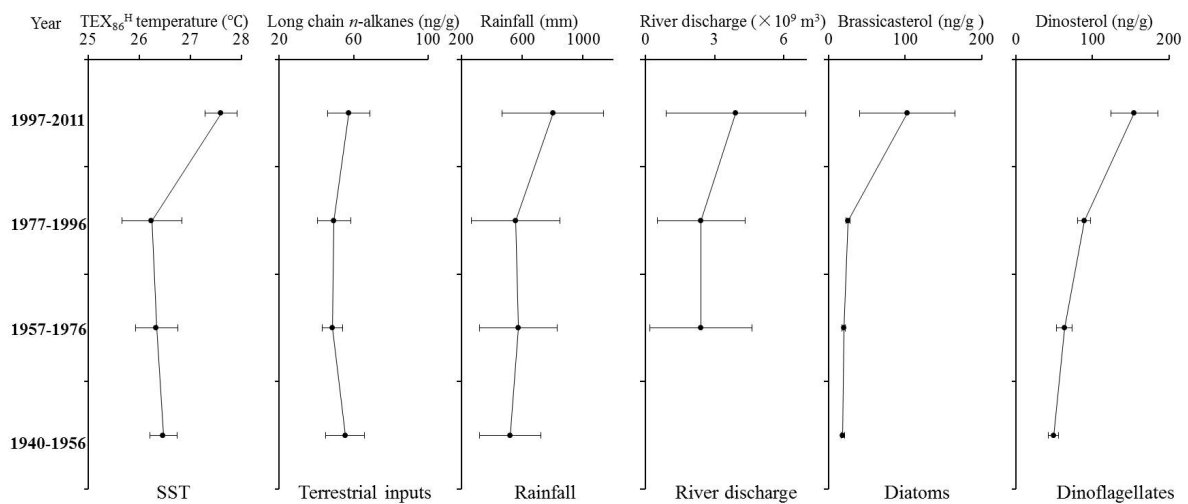 Year
TEX₈₆ᴴ temperature (°C)
Long chain n-alkanes (ng/g)
Rainfall (mm)
River discharge (×10⁹ m³)
Brassicasterol (ng/g )
Dinosterol (ng/g)
25 26 27 28
20 60 100
200 600 1000
0 3 6
0 100 200
0 100 200
1997-2011
1977-1996
1957-1976
1940-1956
SST
Terrestrial inputs
Rainfall
River discharge
Diatoms
Dinoflagellates